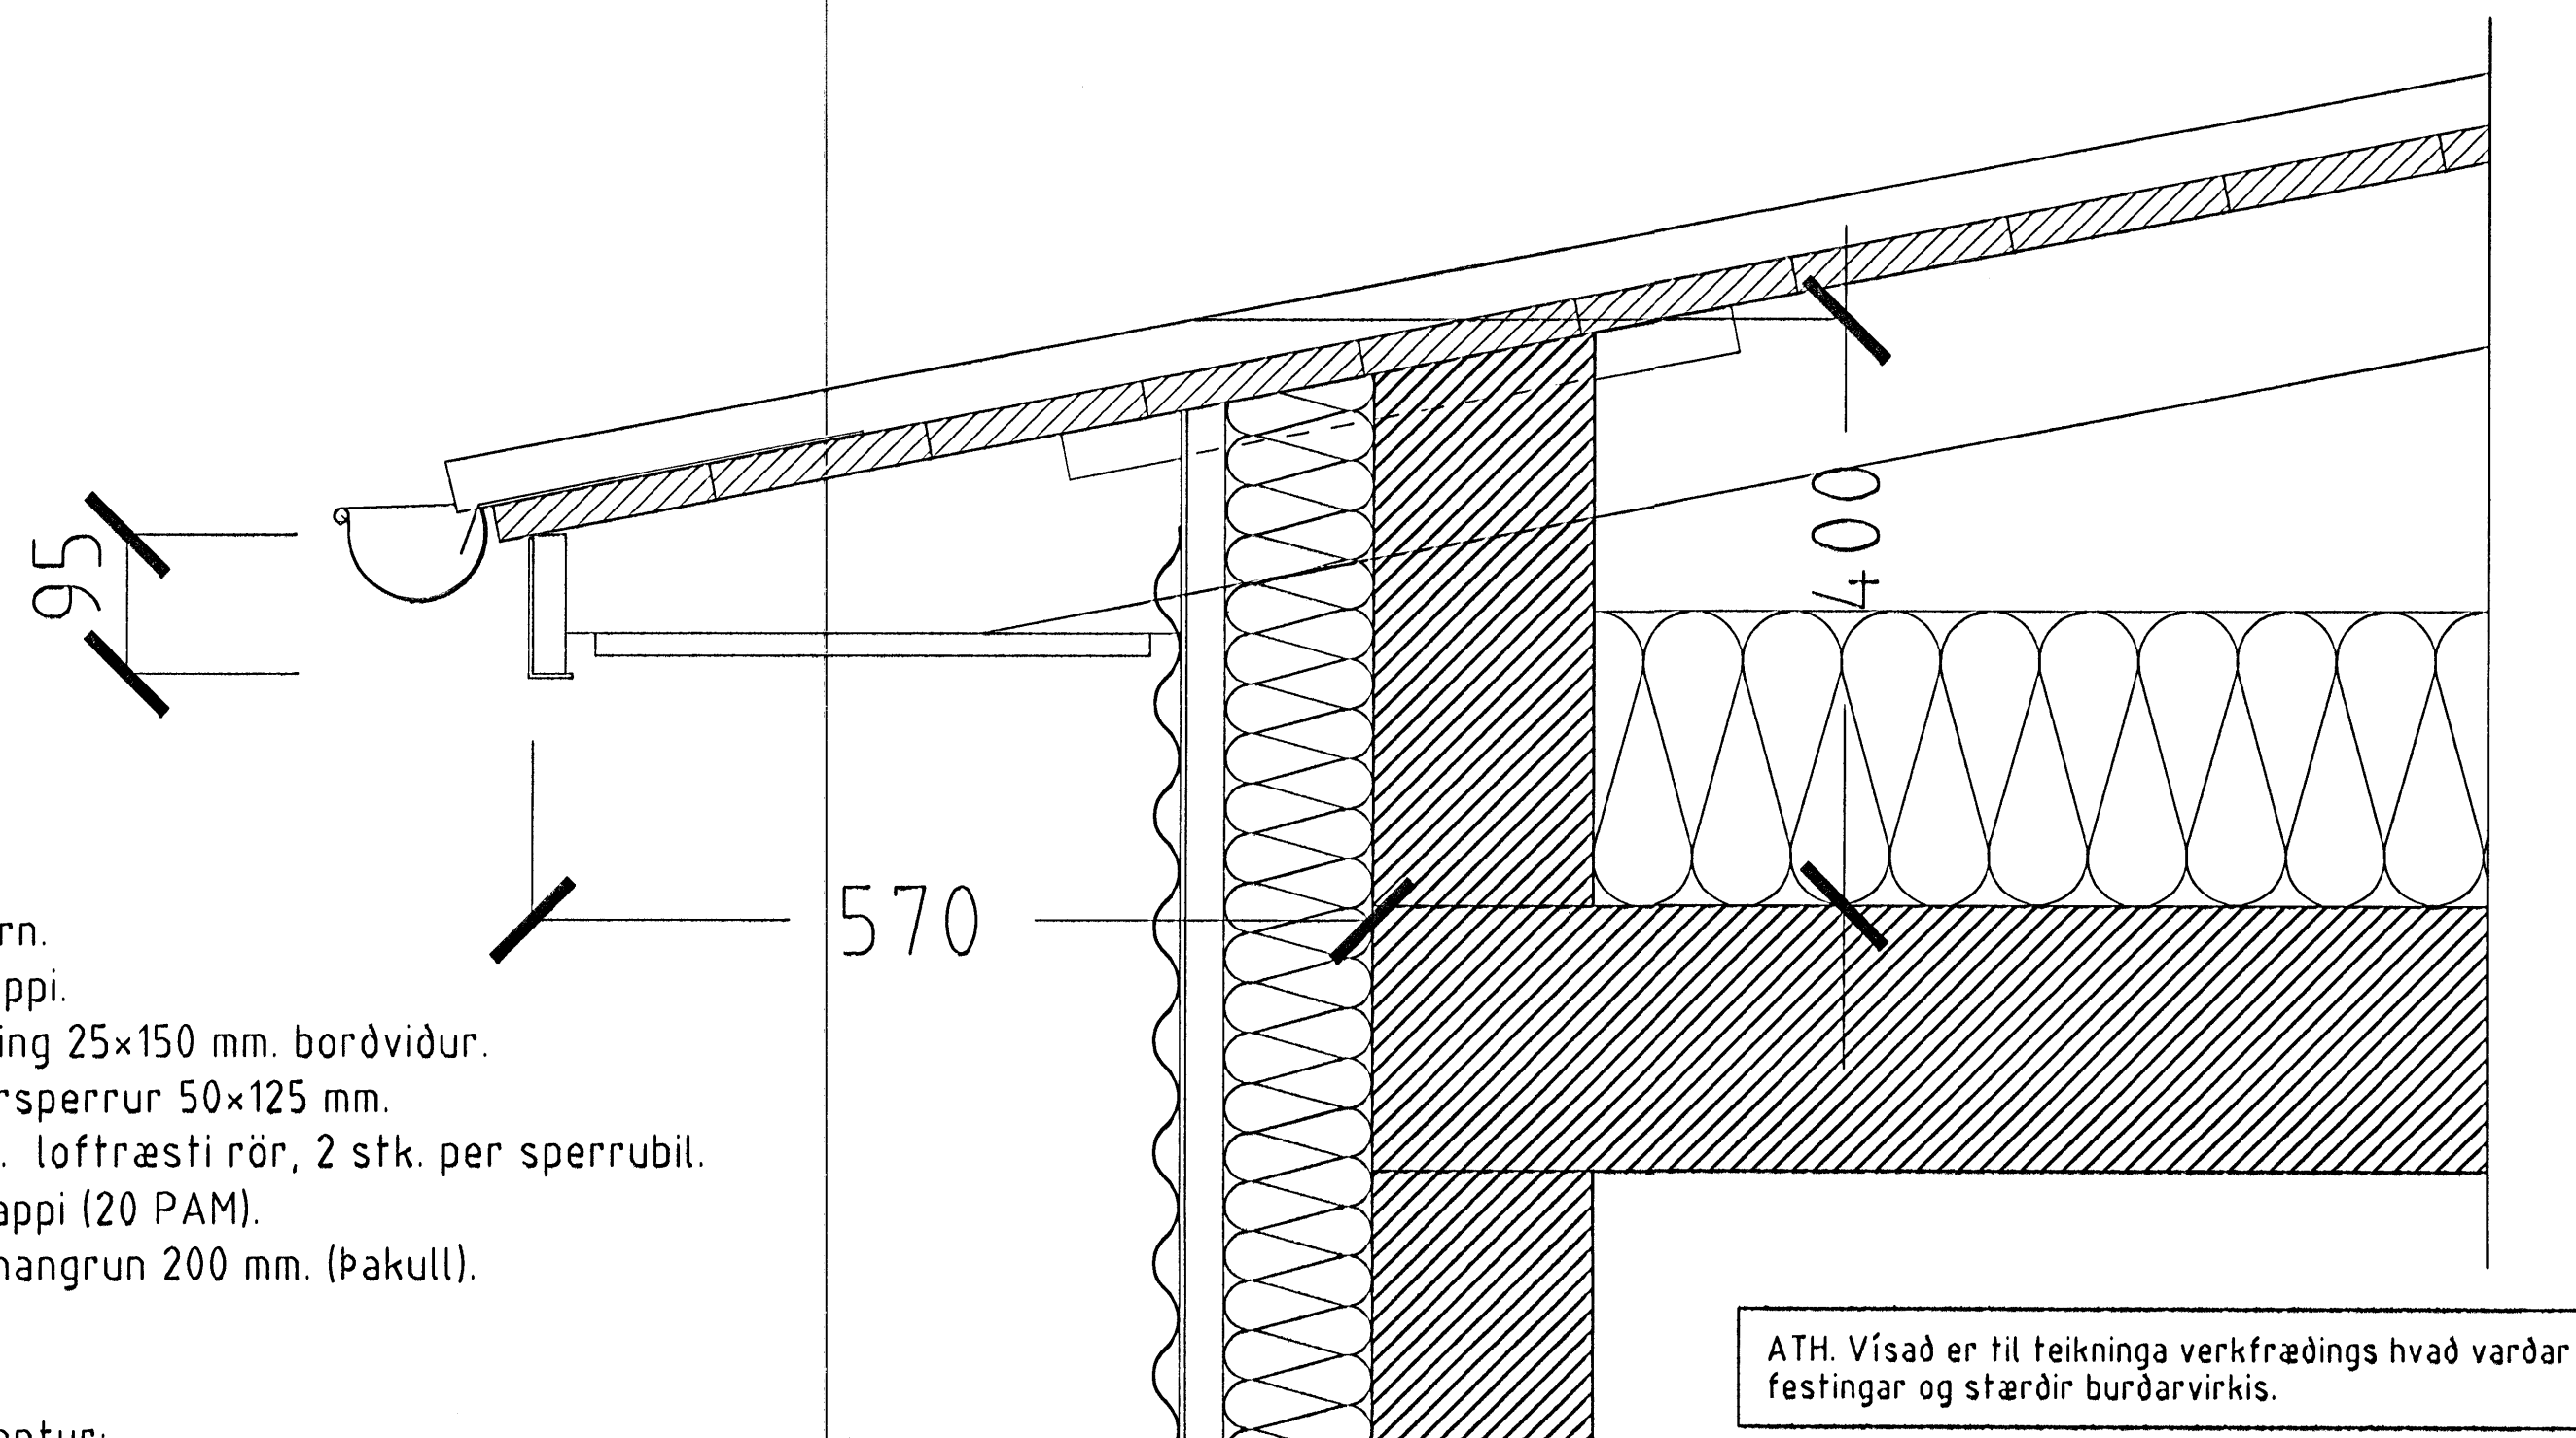 95
400
570
rn.
ppi.
ing 25×150 mm. borðviður.
rsperrur 50×125 mm.
. loftræsti rör, 2 stk. per sperrubil.
appi (20 PAM).
nangrun 200 mm. (Þakull).
ATH. Vísað er til teikninga verkfræðings hvað varðar
festingar og stærðir burðarvirkis.